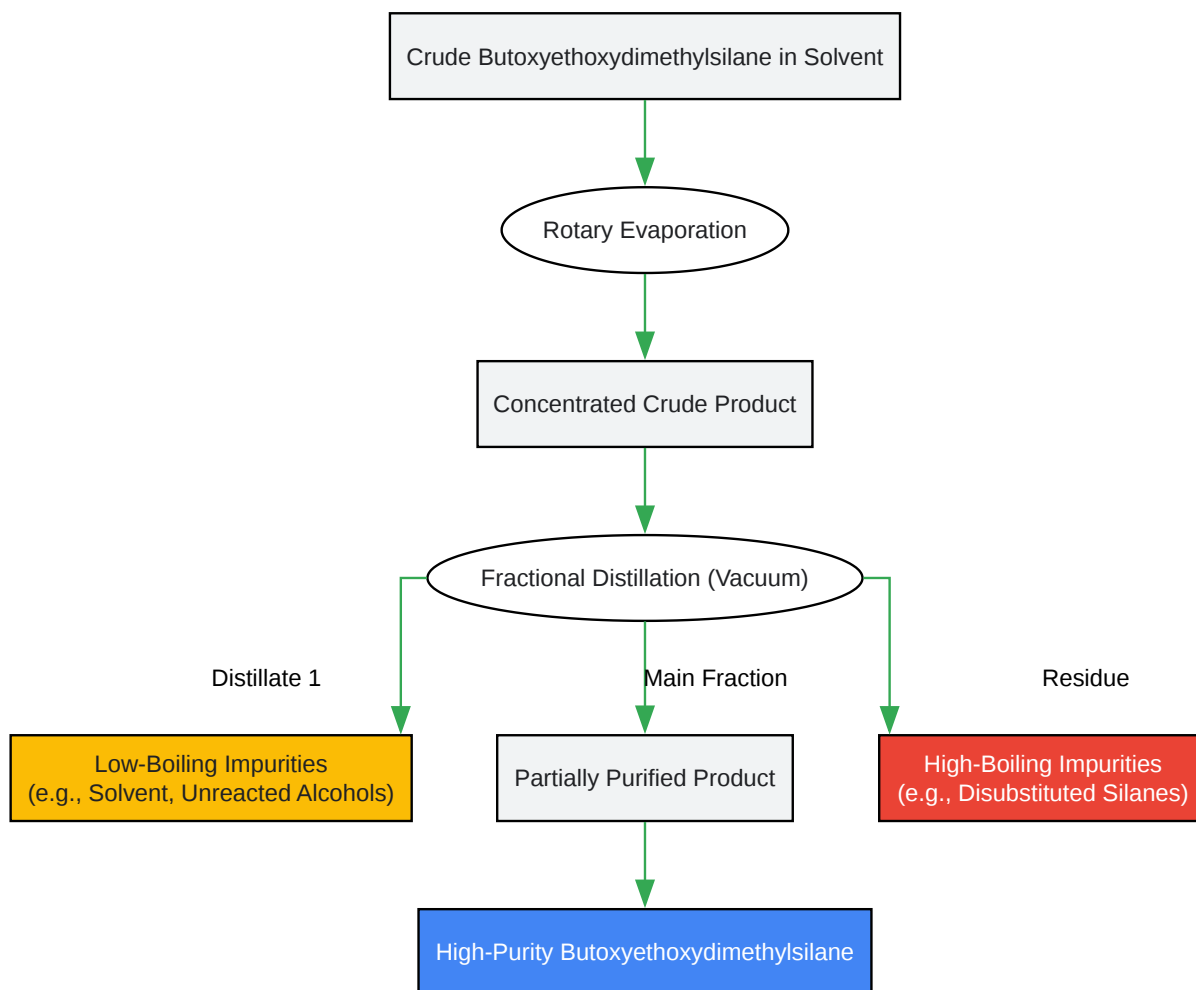 Crude Butoxyethoxydimethylsilane in Solvent
Rotary Evaporation
Concentrated Crude Product
Fractional Distillation (Vacuum)
Distillate 1
Main Fraction
Residue
Low-Boiling Impurities
(e.g., Solvent, Unreacted Alcohols)
Partially Purified Product
High-Boiling Impurities
(e.g., Disubstituted Silanes)
High-Purity Butoxyethoxydimethylsilane